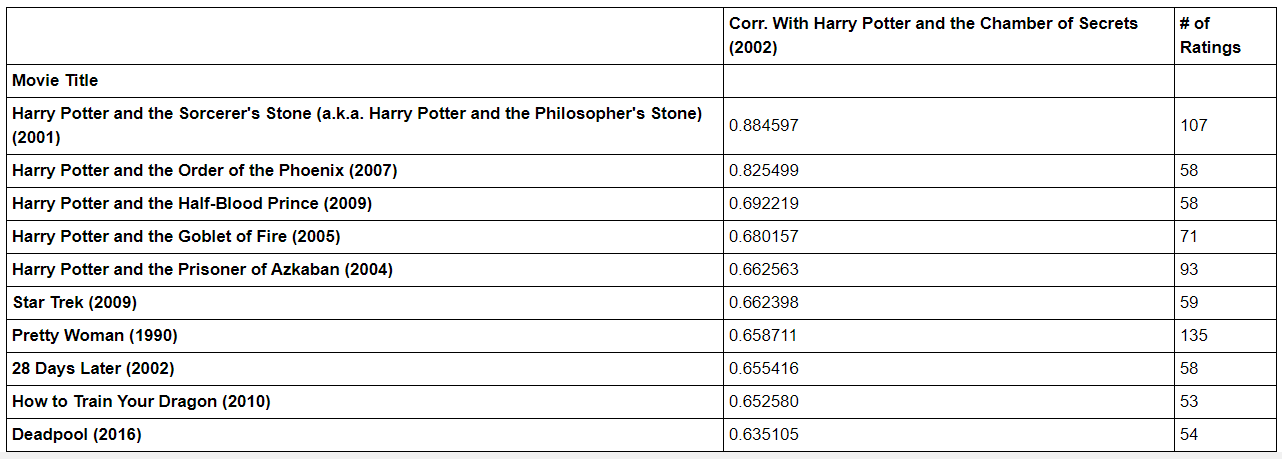 Corr. With Harry Potter and the Chamber of Secrets (2002) # of Ratings
Movie Title
Harry Potter and the Sorcerer's Stone (a.k.a. Harry Potter and the Philosopher's Stone) (2001) 0.884597 107
Harry Potter and the Order of the Phoenix (2007) 0.825499 58
Harry Potter and the Half-Blood Prince (2009) 0.692219 58
Harry Potter and the Goblet of Fire (2005) 0.680157 71
Harry Potter and the Prisoner of Azkaban (2004) 0.662563 93
Star Trek (2009) 0.662398 59
Pretty Woman (1990) 0.658711 135
28 Days Later (2002) 0.655416 58
How to Train Your Dragon (2010) 0.652580 53
Deadpool (2016) 0.635105 54